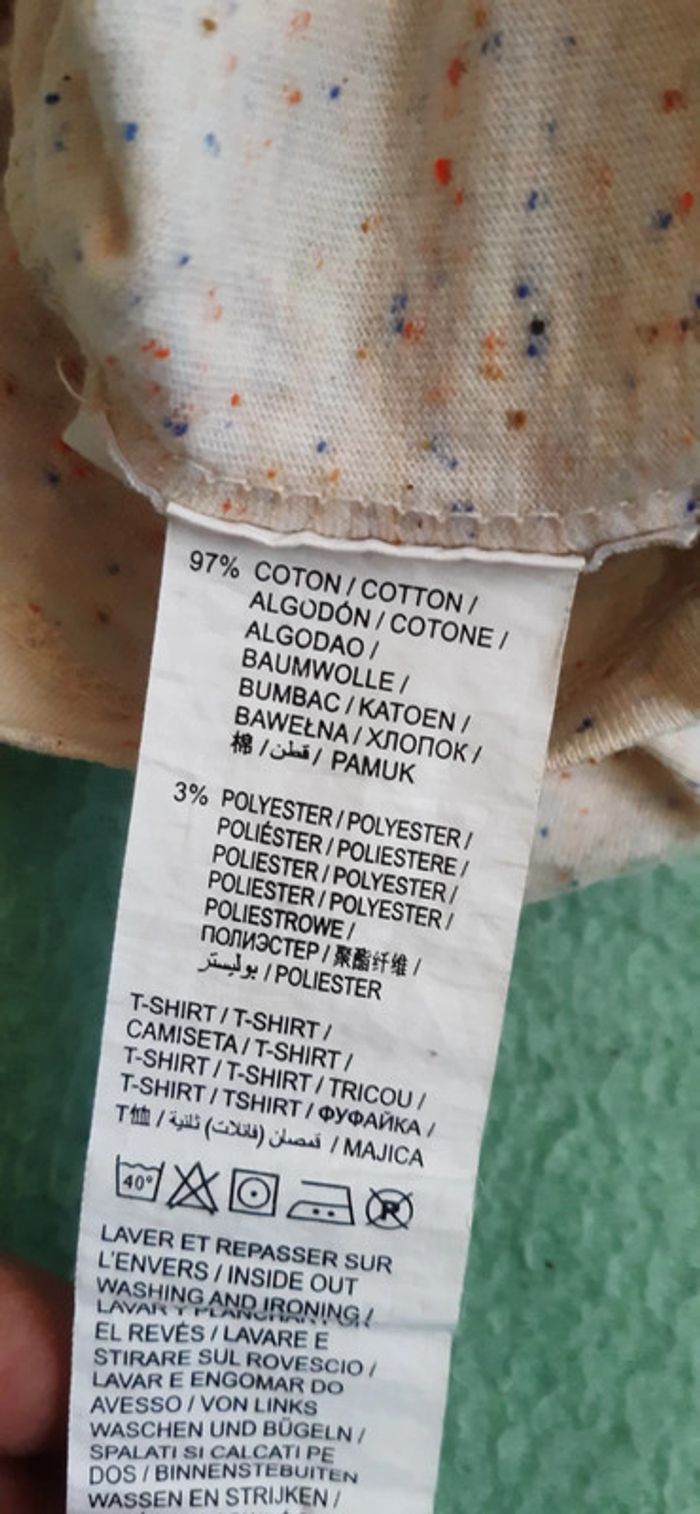 97% COTON / COTTON /
ALGODÓN / COTONE /
ALGODAO /
BAUMWOLLE /
BUMBAC / KATOEN /
BAWEŁNA / ХЛОПОК /
棉 / قطن / PAMUK
3% POLYESTER / POLYESTER /
POLIÉSTER / POLIESTERE /
POLIESTER / POLYESTER /
POLIESTER / POLYESTER /
POLIESTROWE /
ПОЛИЭСТЕР / 聚酯纤维 /
بوليستر / POLIESTER
T-SHIRT / T-SHIRT /
CAMISETA / T-SHIRT /
T-SHIRT / T-SHIRT / TRICOU /
T-SHIRT / TSHIRT / ФУФАЙКА /
T恤 / قمصان (فانلات) / MAJICA
40°
LAVER ET REPASSER SUR
L'ENVERS / INSIDE OUT
WASHING AND IRONING /
LAVAR Y PLANCHAR POR
EL REVÉS / LAVARE E
STIRARE SUL ROVESCIO /
LAVAR E ENGOMAR DO
AVESSO / VON LINKS
WASCHEN UND BÜGELN /
SPALATI SI CALCATI PE
DOS / BINNENSTEBUITEN
WASSEN EN STRIJKEN /